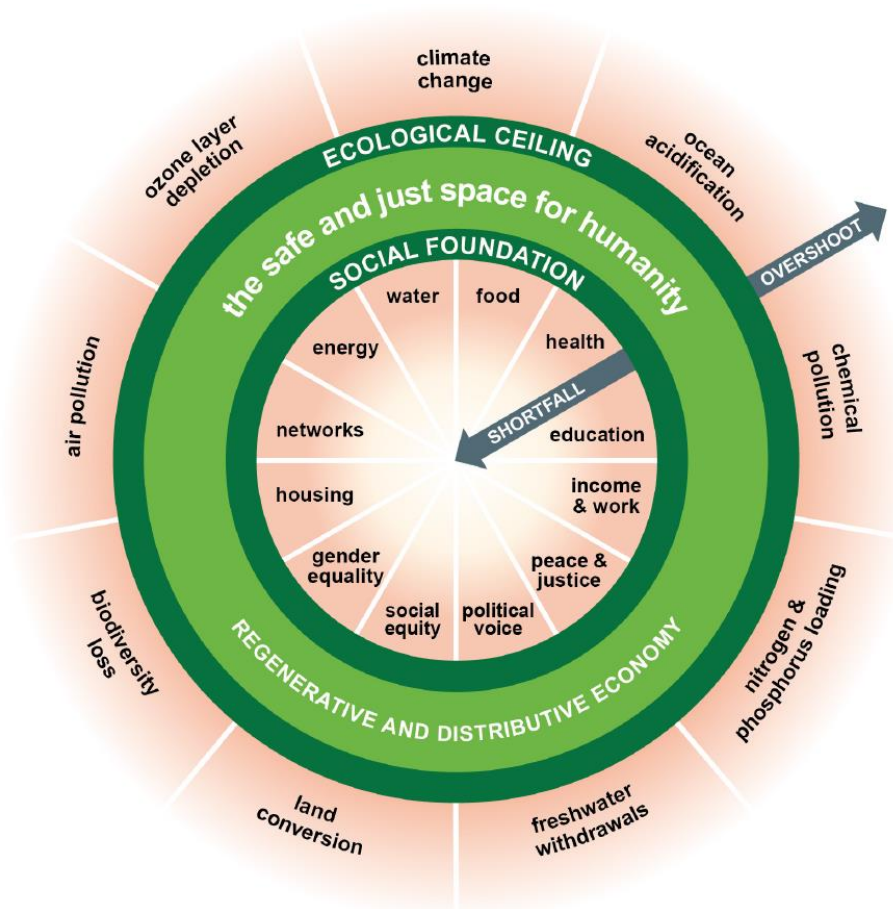 climate
change
ocean
acidification
chemical
pollution
nitrogen &
phosphorus loading
freshwater
withdrawals
land
conversion
biodiversity
loss
air pollution
ozone layer
depletion
OVERSHOOT
ECOLOGICAL CEILING
the safe and just space for humanity
SOCIAL FOUNDATION
water
food
health
SHORTFALL
education
income
& work
peace &
justice
political
voice
social
equity
gender
equality
housing
networks
energy
REGENERATIVE AND DISTRIBUTIVE ECONOMY